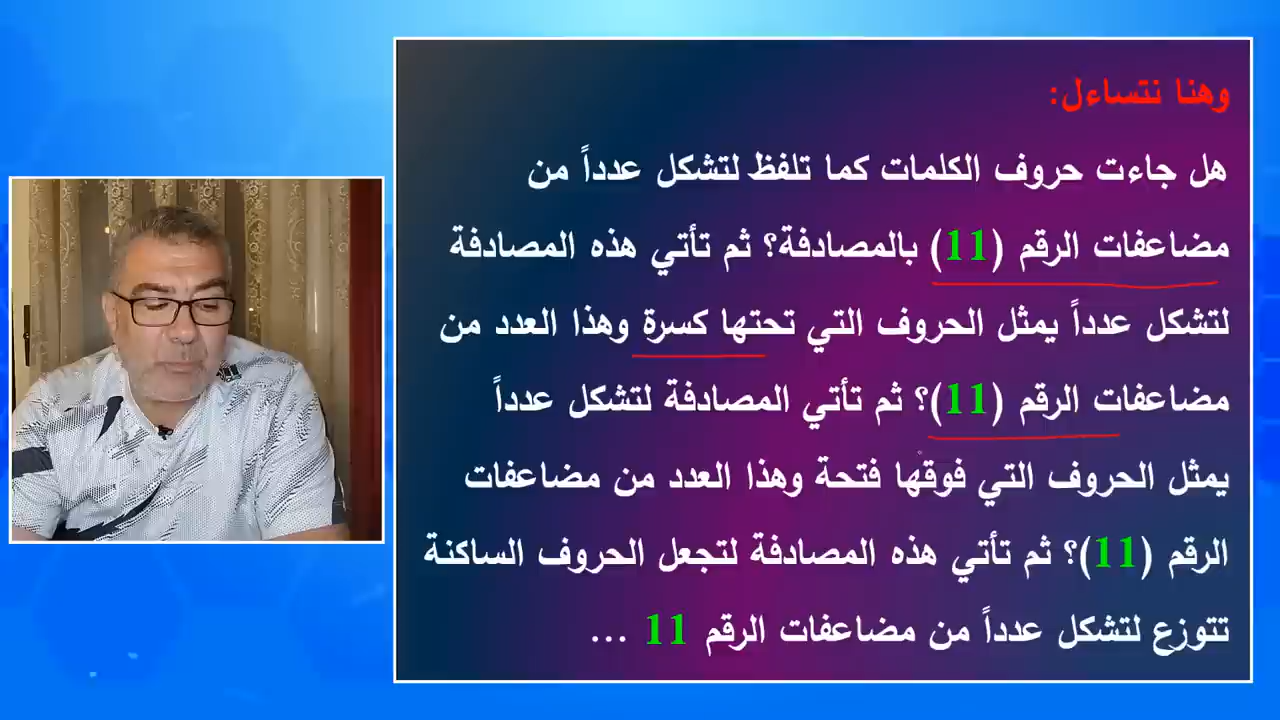 وهنا نتساءل:
هل جاءت حروف الكلمات كما تلفظ لتشكل عدداً من
مضاعفات الرقم (11) بالمصادفة؟ ثم تأتي هذه المصادفة
لتشكل عدداً يمثل الحروف التي تحتها كسرة وهذا العدد من
مضاعفات الرقم (11)؟ ثم تأتي المصادفة لتشكل عدداً
يمثل الحروف التي فوقها فتحة وهذا العدد من مضاعفات
الرقم (11)؟ ثم تأتي هذه المصادفة لتجعل الحروف الساكنة
تتوزع لتشكل عدداً من مضاعفات الرقم 11 ...